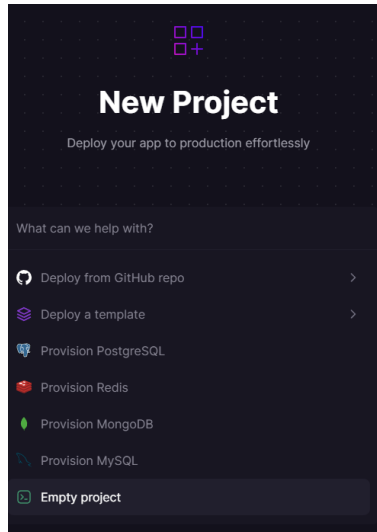 New Project
Deploy your app to production effortlessly
What can we help with?
Deploy from GitHub repo
Deploy a template
Provision PostgreSQL
Provision Redis
Provision MongoDB
Provision MySQL
Empty project